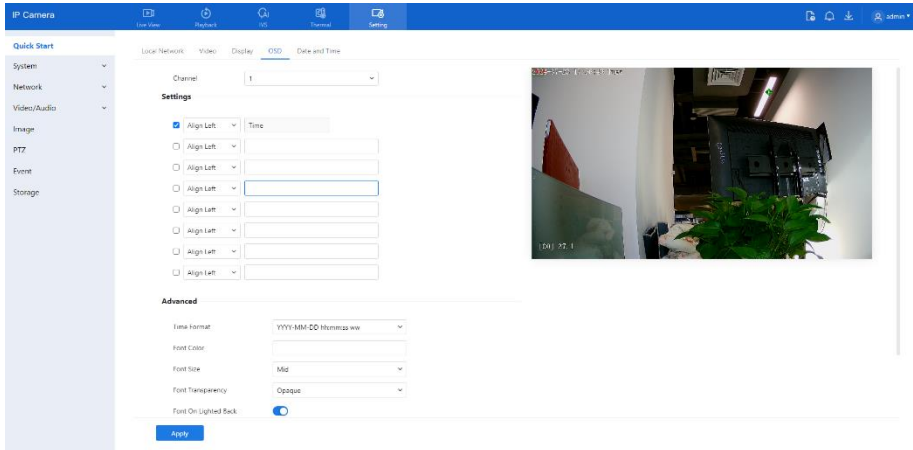 IP Camera
Live View Playback IVS Thermal Setting
admin
Quick Start
System
Network
Video/Audio
Image
PTZ
Event
Storage
Local Network Video Display OSD Date and Time
Channel 1
Settings
Align Left Time
Align Left
Align Left
Align Left
Align Left
Align Left
Align Left
Align Left
Advanced
Time Format YYYY-MM-DD hh:mm:ss ww
Font Color
Font Size Mid
Font Transparency Opaque
Font On Lighted Back
Apply